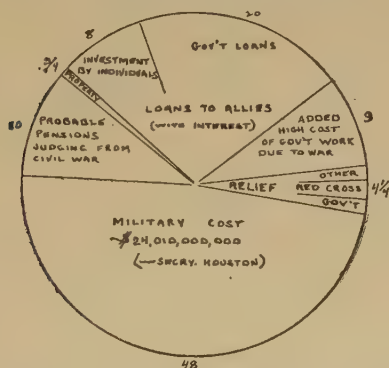 20
8
GOV'T LOANS
INVESTMENT
BY INDIVIDUALS
3/4
PROPERTY
LOANS TO ALLIES
(WITH INTEREST)
9
ADDED
HIGH COST
OF GOV'T WORK
DUE TO WAR
10
PROBABLE
PENSIONS
JUDGING FROM
CIVIL WAR
OTHER
RELIEF
RED CROSS
4 1/4
GOV'T
MILITARY COST
$24,010,000,000
(—SECRY. HOUSTON)
48